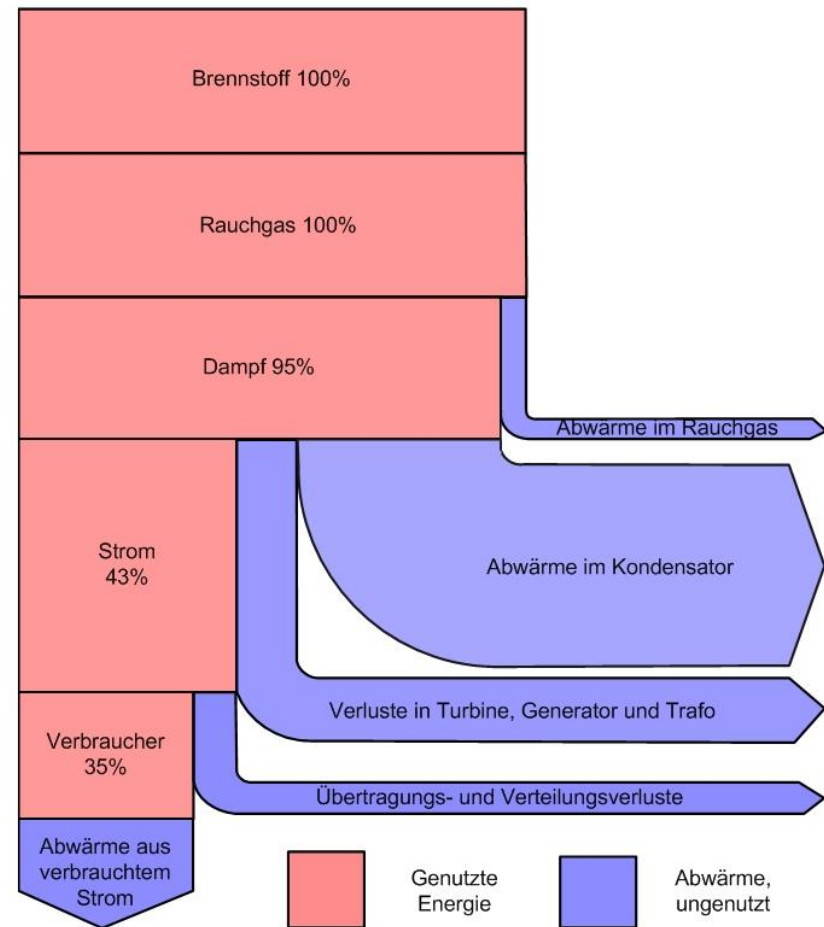 Brennstoff 100%
Rauchgas 100%
Dampf 95%
Abwärme im Rauchgas
Strom
43%
Abwärme im Kondensator
Verluste in Turbine, Generator und Trafo
Verbraucher
35%
Übertragungs- und Verteilungsverluste
Abwärme aus
verbrauchtem
Strom
Genutzte
Energie
Abwärme,
ungenutzt